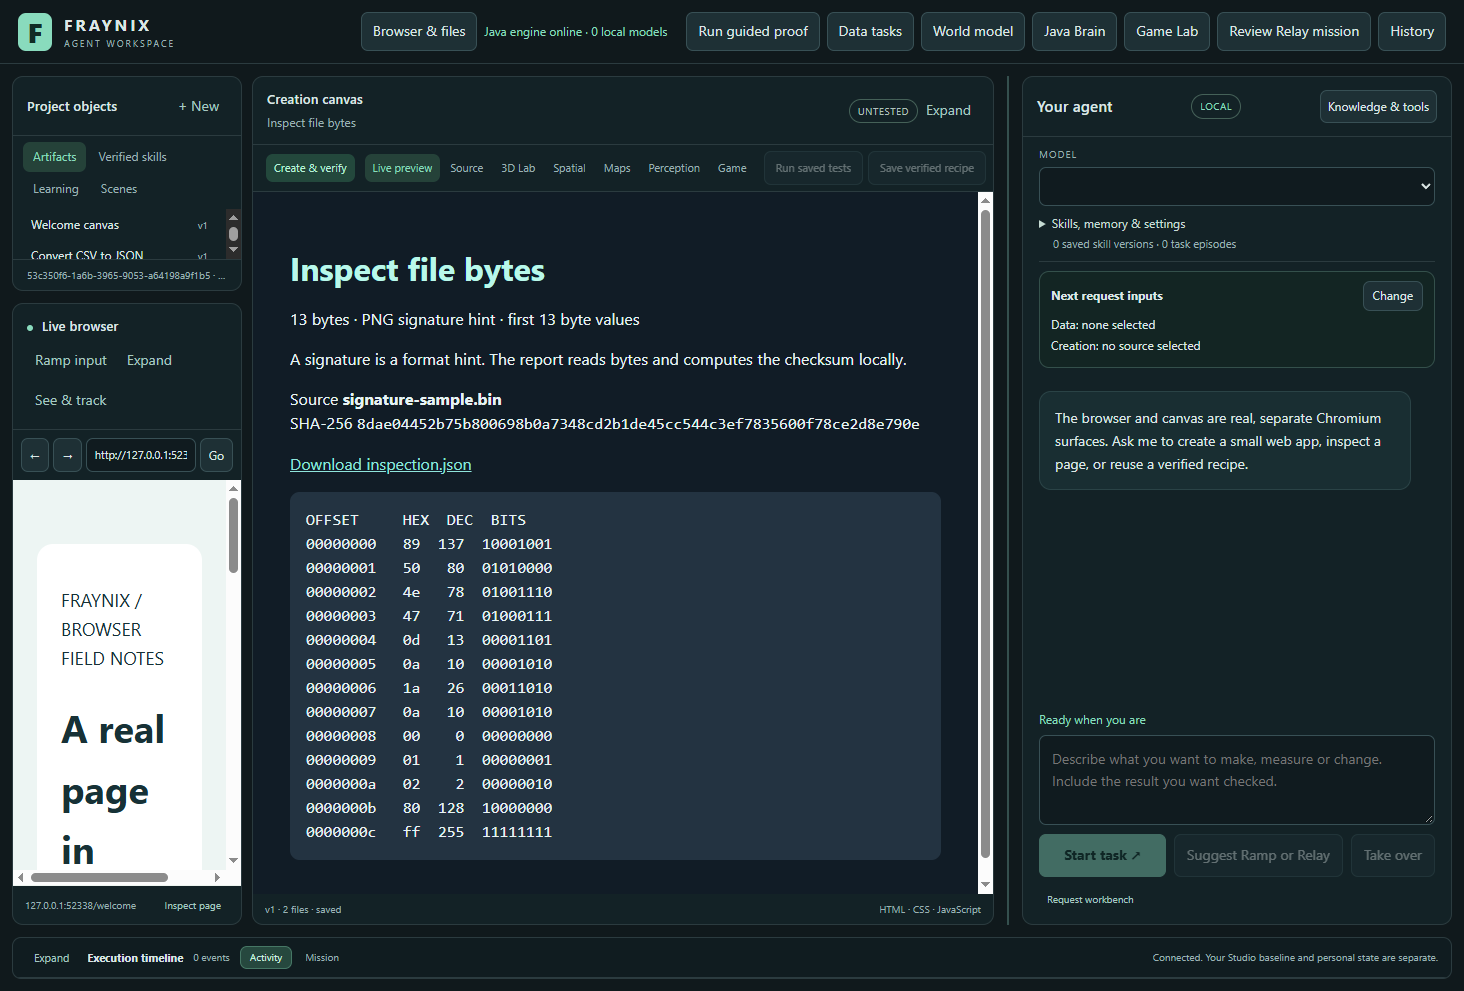 F
FRAYNIX
AGENT WORKSPACE
Browser & files
Java engine online · 0 local models
Run guided proof
Data tasks
World model
Java Brain
Game Lab
Review Relay mission
History
Project objects
+ New
Artifacts
Verified skills
Learning
Scenes
Welcome canvas
v1
Convert CSV to JSON
v1
53c350f6-1a6b-3965-9053-a64198a9f1b5 · ...
Live browser
Ramp input
Expand
See & track
←
→
http://127.0.0.1:523
Go
FRAYNIX /
BROWSER
FIELD NOTES
A real
page
in
127.0.0.1:52338/welcome
Inspect page
Creation canvas
Inspect file bytes
UNTESTED
Expand
Create & verify
Live preview
Source
3D Lab
Spatial
Maps
Perception
Game
Run saved tests
Save verified recipe
Inspect file bytes
13 bytes · PNG signature hint · first 13 byte values
A signature is a format hint. The report reads bytes and computes the checksum locally.
Source signature-sample.bin
SHA-256 8dae04452b75b800698b0a7348cd2b1de45cc544c3ef7835600f78ce2d8e790e
Download inspection.json
OFFSET HEX DEC BITS
00000000 89 137 10001001
00000001 50 80 01010000
00000002 4e 78 01001110
00000003 47 71 01000111
00000004 0d 13 00001101
00000005 0a 10 00001010
00000006 1a 26 00011010
00000007 0a 10 00001010
00000008 00 0 00000000
00000009 01 1 00000001
0000000a 02 2 00000010
0000000b 80 128 10000000
0000000c ff 255 11111111
v1 · 2 files · saved
HTML · CSS · JavaScript
Your agent
LOCAL
Knowledge & tools
MODEL
Skills, memory & settings
0 saved skill versions · 0 task episodes
Next request inputs
Change
Data: none selected
Creation: no source selected
The browser and canvas are real, separate Chromium
surfaces. Ask me to create a small web app, inspect a
page, or reuse a verified recipe.
Ready when you are
Describe what you want to make, measure or change.
Include the result you want checked.
Start task ↗
Suggest Ramp or Relay
Take over
Request workbench
Expand
Execution timeline
0 events
Activity
Mission
Connected. Your Studio baseline and personal state are separate.